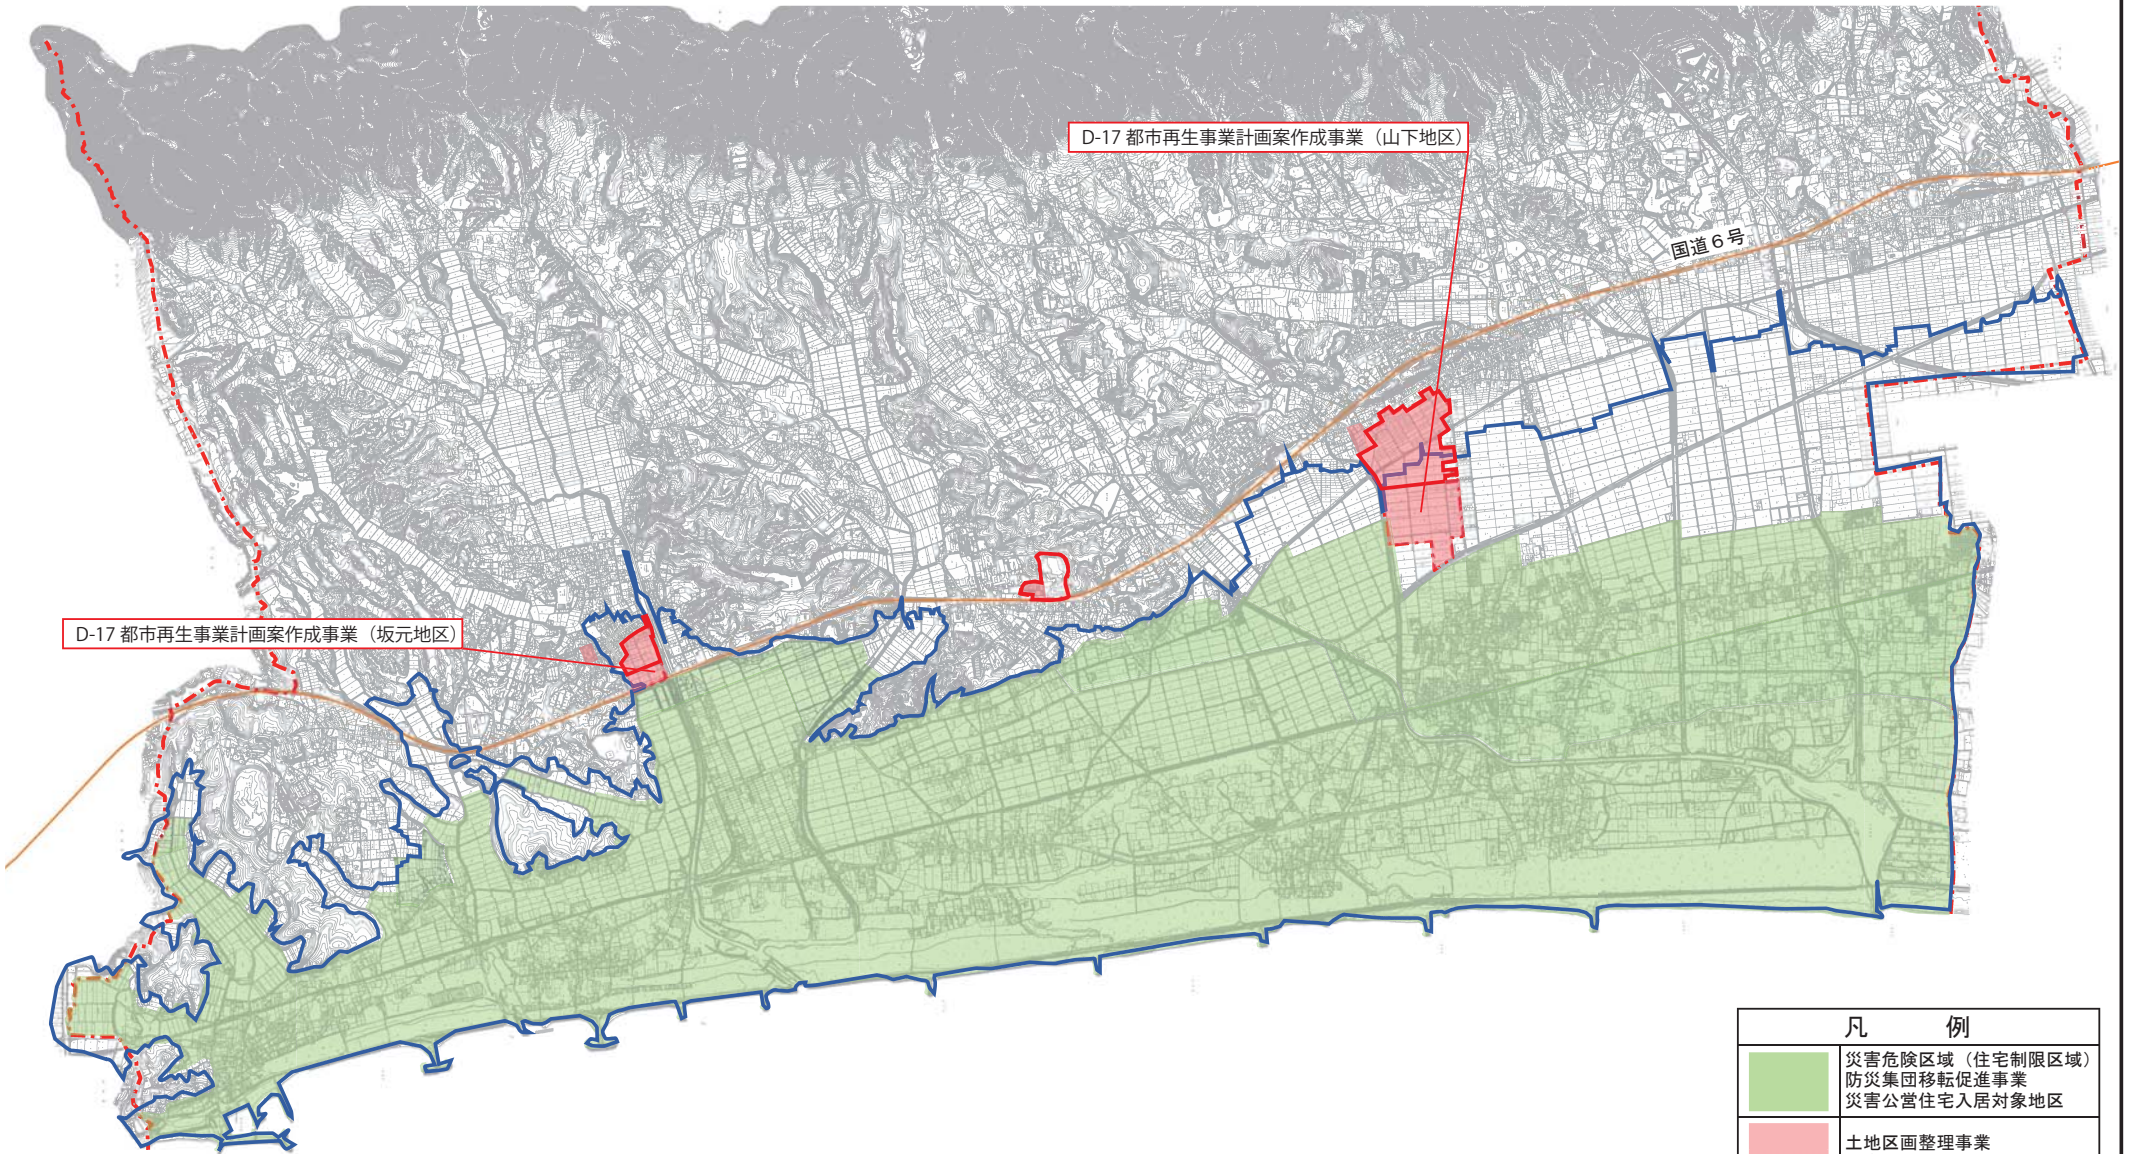 D-17 都市再生事業計画案作成事業（山下地区）
国道６号
D-17 都市再生事業計画案作成事業（坂元地区）
凡　例
災害危険区域（住宅制限区域）
防災集団移転促進事業
災害公営住宅入居対象地区
土地区画整理事業